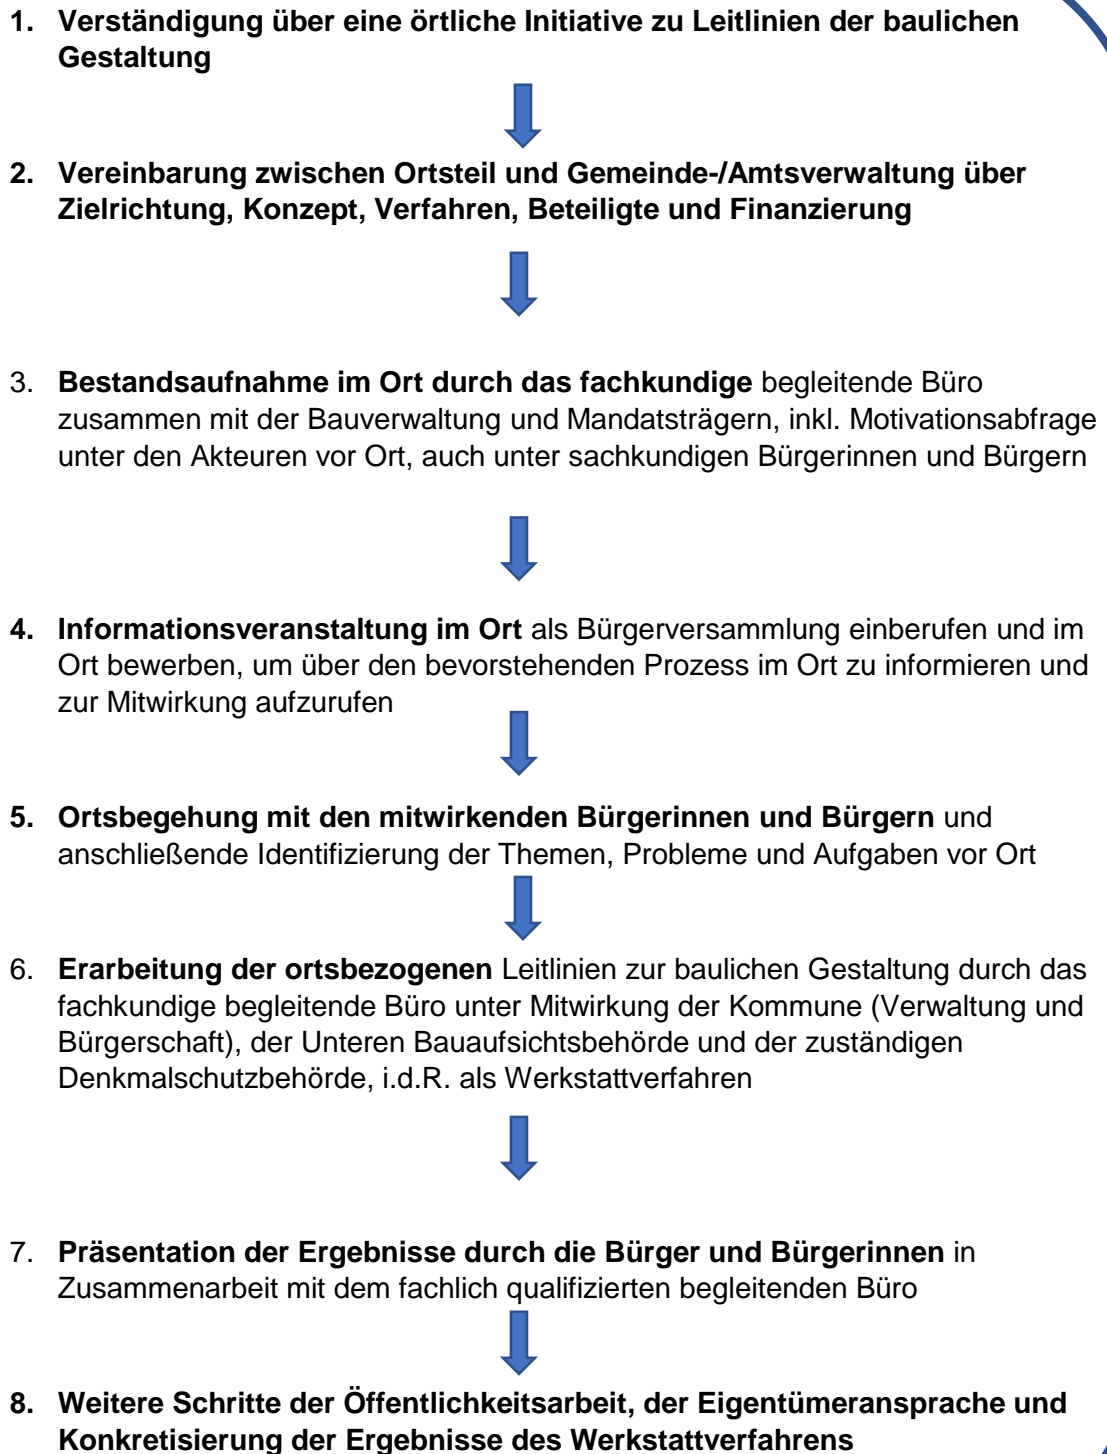 1. Verständigung über eine örtliche Initiative zu Leitlinien der baulichen
Gestaltung
2. Vereinbarung zwischen Ortsteil und Gemeinde-/Amtsverwaltung über
Zielrichtung, Konzept, Verfahren, Beteiligte und Finanzierung
3. Bestandsaufnahme im Ort durch das fachkundige begleitende Büro
zusammen mit der Bauverwaltung und Mandatsträgern, inkl. Motivationsabfrage
unter den Akteuren vor Ort, auch unter sachkundigen Bürgerinnen und Bürgern
4. Informationsveranstaltung im Ort als Bürgerversammlung einberufen und im
Ort bewerben, um über den bevorstehenden Prozess im Ort zu informieren und
zur Mitwirkung aufzurufen
5. Ortsbegehung mit den mitwirkenden Bürgerinnen und Bürgern und
anschließende Identifizierung der Themen, Probleme und Aufgaben vor Ort
6. Erarbeitung der ortsbezogenen Leitlinien zur baulichen Gestaltung durch das
fachkundige begleitende Büro unter Mitwirkung der Kommune (Verwaltung und
Bürgerschaft), der Unteren Bauaufsichtsbehörde und der zuständigen
Denkmalschutzbehörde, i.d.R. als Werkstattverfahren
7. Präsentation der Ergebnisse durch die Bürger und Bürgerinnen in
Zusammenarbeit mit dem fachlich qualifizierten begleitenden Büro
8. Weitere Schritte der Öffentlichkeitsarbeit, der Eigentümeransprache und
Konkretisierung der Ergebnisse des Werkstattverfahrens